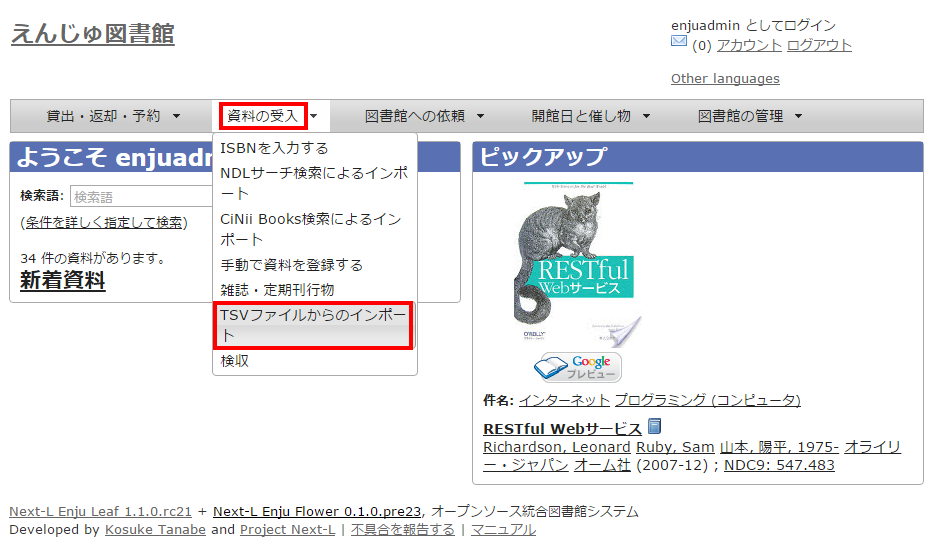 えんじゅ図書館
enjuadmin としてログイン
(0) アカウント ログアウト
Other languages
貸出・返却・予約 資料の受入 図書館への依頼 開館日と催し物 図書館の管理
ようこそ enjuadm
検索語: 検索語
(条件を詳しく指定して検索)
34 件の資料があります。
新着資料
ISBNを入力する
NDLサーチ検索によるインポ
ート
CiNii Books検索によるイン
ポート
手動で資料を登録する
雑誌・定期刊行物
TSVファイルからのインポー
ト
検収
ピックアップ
RESTful
Webサービス
O'REILLY
Google
プレビュー
件名: インターネット プログラミング (コンピュータ)
RESTful Webサービス
Richardson, Leonard Ruby, Sam 山本, 陽平, 1975- オライリ
ー・ジャパン オーム社 (2007-12) ; NDC9: 547.483
Next-L Enju Leaf 1.1.0.rc21 + Next-L Enju Flower 0.1.0.pre23, オープンソース統合図書館システム
Developed by Kosuke Tanabe and Project Next-L | 不具合を報告する | マニュアル